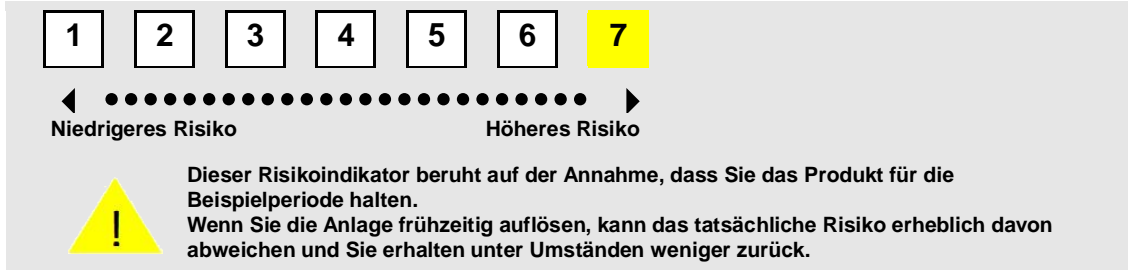 1 2 3 4 5 6 7
Niedrigeres Risiko Höheres Risiko
Dieser Risikoindikator beruht auf der Annahme, dass Sie das Produkt für die
Beispielperiode halten.
Wenn Sie die Anlage frühzeitig auflösen, kann das tatsächliche Risiko erheblich davon
abweichen und Sie erhalten unter Umständen weniger zurück.
!